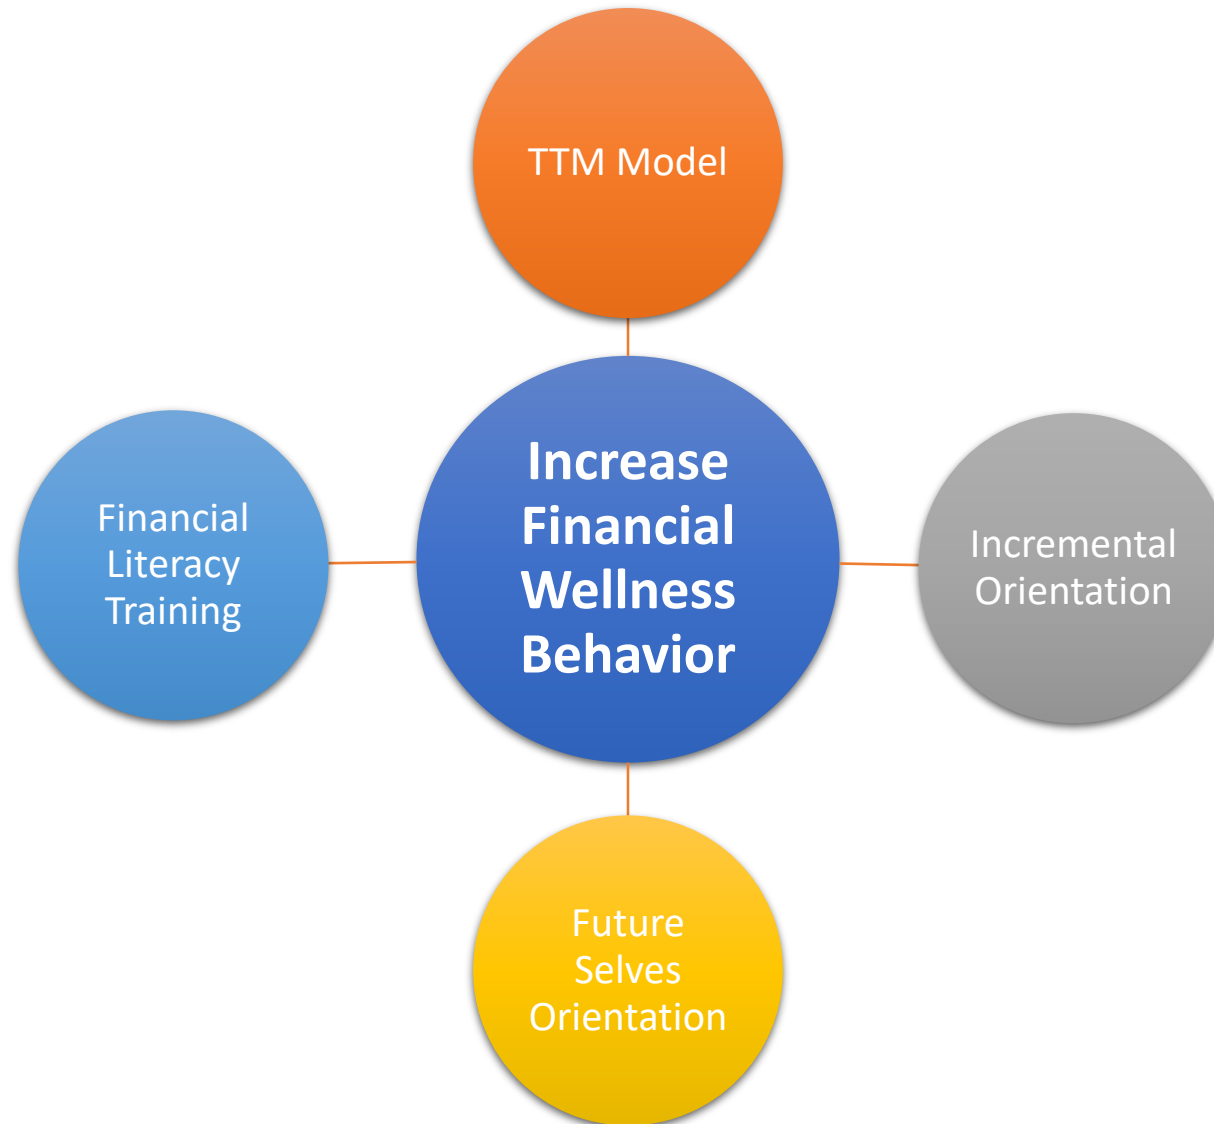 TTM Model
Increase
Financial
Wellness
Behavior
Financial
Literacy
Training
Incremental
Orientation
Future
Selves
Orientation